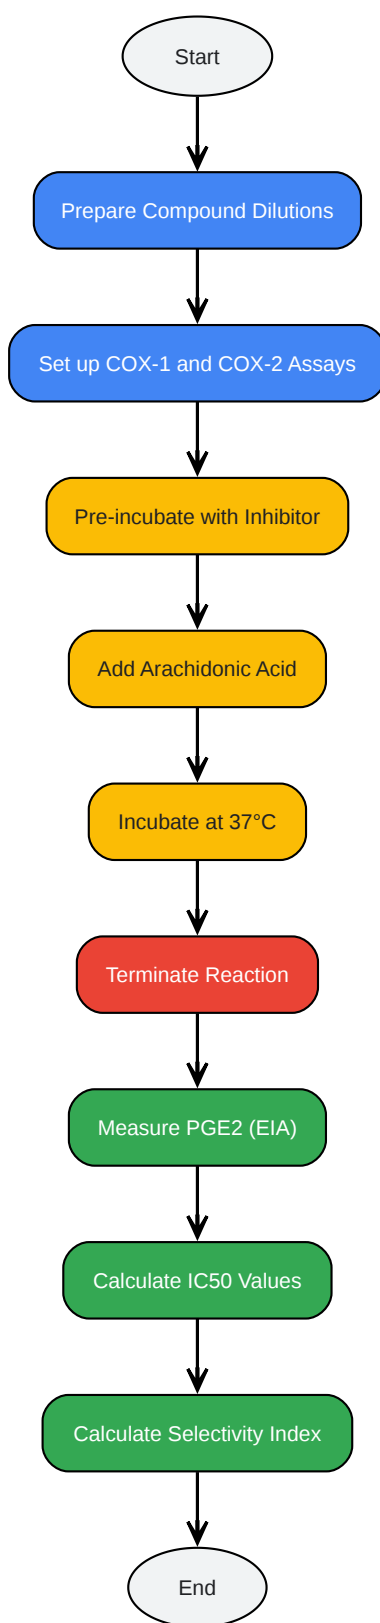 Start
Prepare Compound Dilutions
Set up COX-1 and COX-2 Assays
Pre-incubate with Inhibitor
Add Arachidonic Acid
Incubate at 37°C
Terminate Reaction
Measure PGE2 (EIA)
Calculate IC50 Values
Calculate Selectivity Index
End